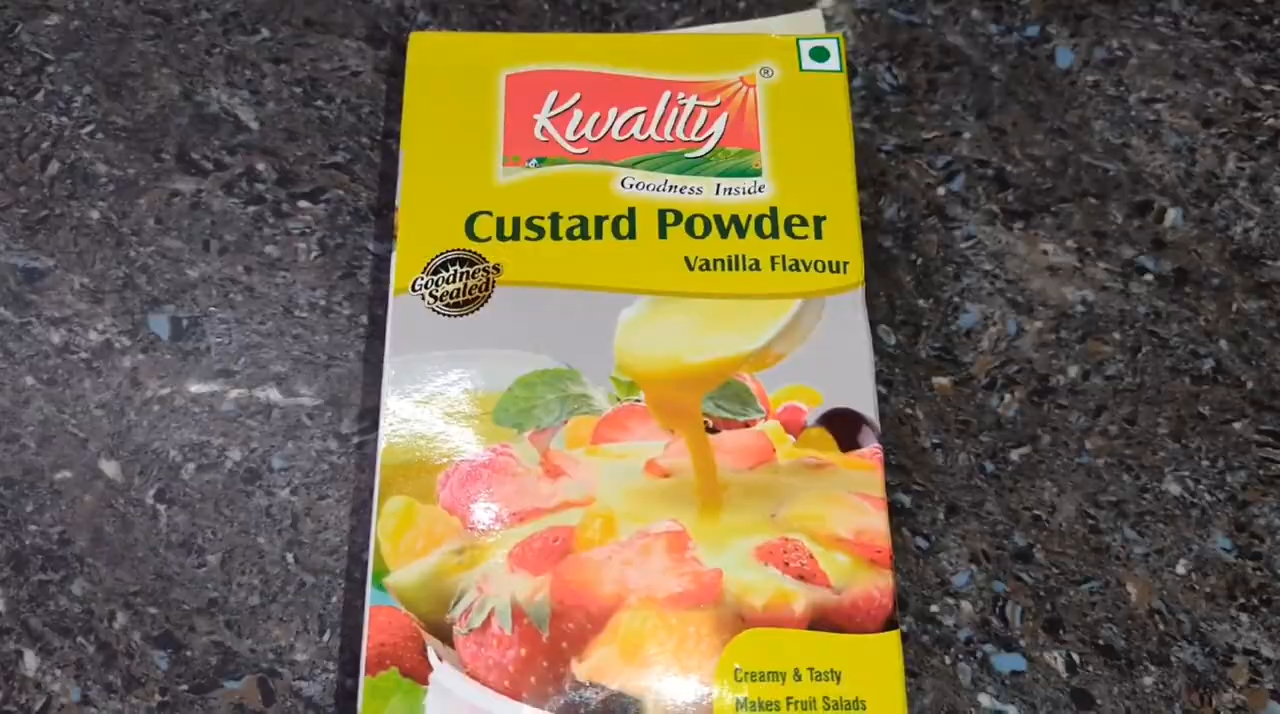 Kwality®
Goodness Inside
Custard Powder
Vanilla Flavour
Goodness
Sealed
Creamy & Tasty
Makes Fruit Salads